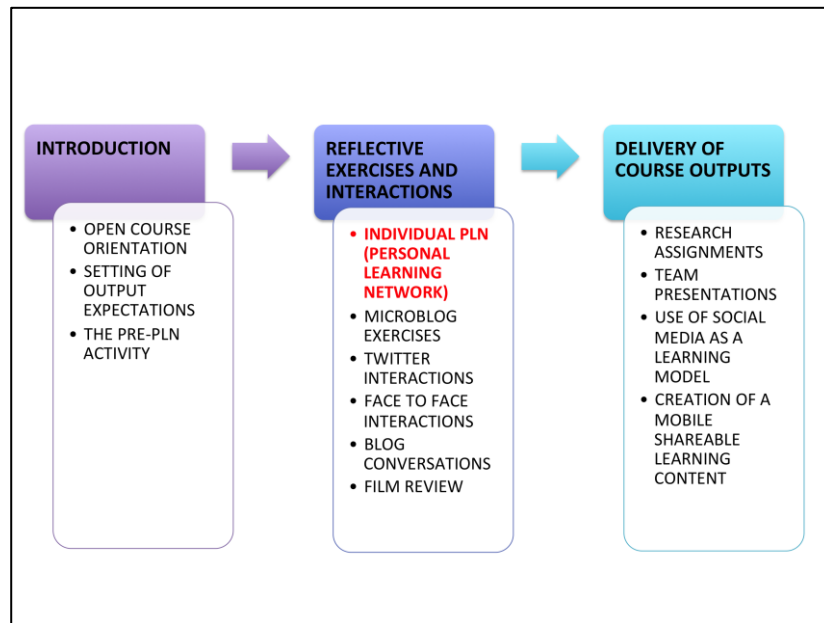 INTRODUCTION
• OPEN COURSE
ORIENTATION
• SETTING OF
OUTPUT
EXPECTATIONS
• THE PRE-PLN
ACTIVITY
REFLECTIVE
EXERCISES AND
INTERACTIONS
• INDIVIDUAL PLN
(PERSONAL
LEARNING
NETWORK)
• MICROBLOG
EXERCISES
• TWITTER
INTERACTIONS
• FACE TO FACE
INTERACTIONS
• BLOG
CONVERSATIONS
• FILM REVIEW
DELIVERY OF
COURSE OUTPUTS
• RESEARCH
ASSIGNMENTS
• TEAM
PRESENTATIONS
• USE OF SOCIAL
MEDIA AS A
LEARNING
MODEL
• CREATION OF A
MOBILE
SHAREABLE
LEARNING
CONTENT